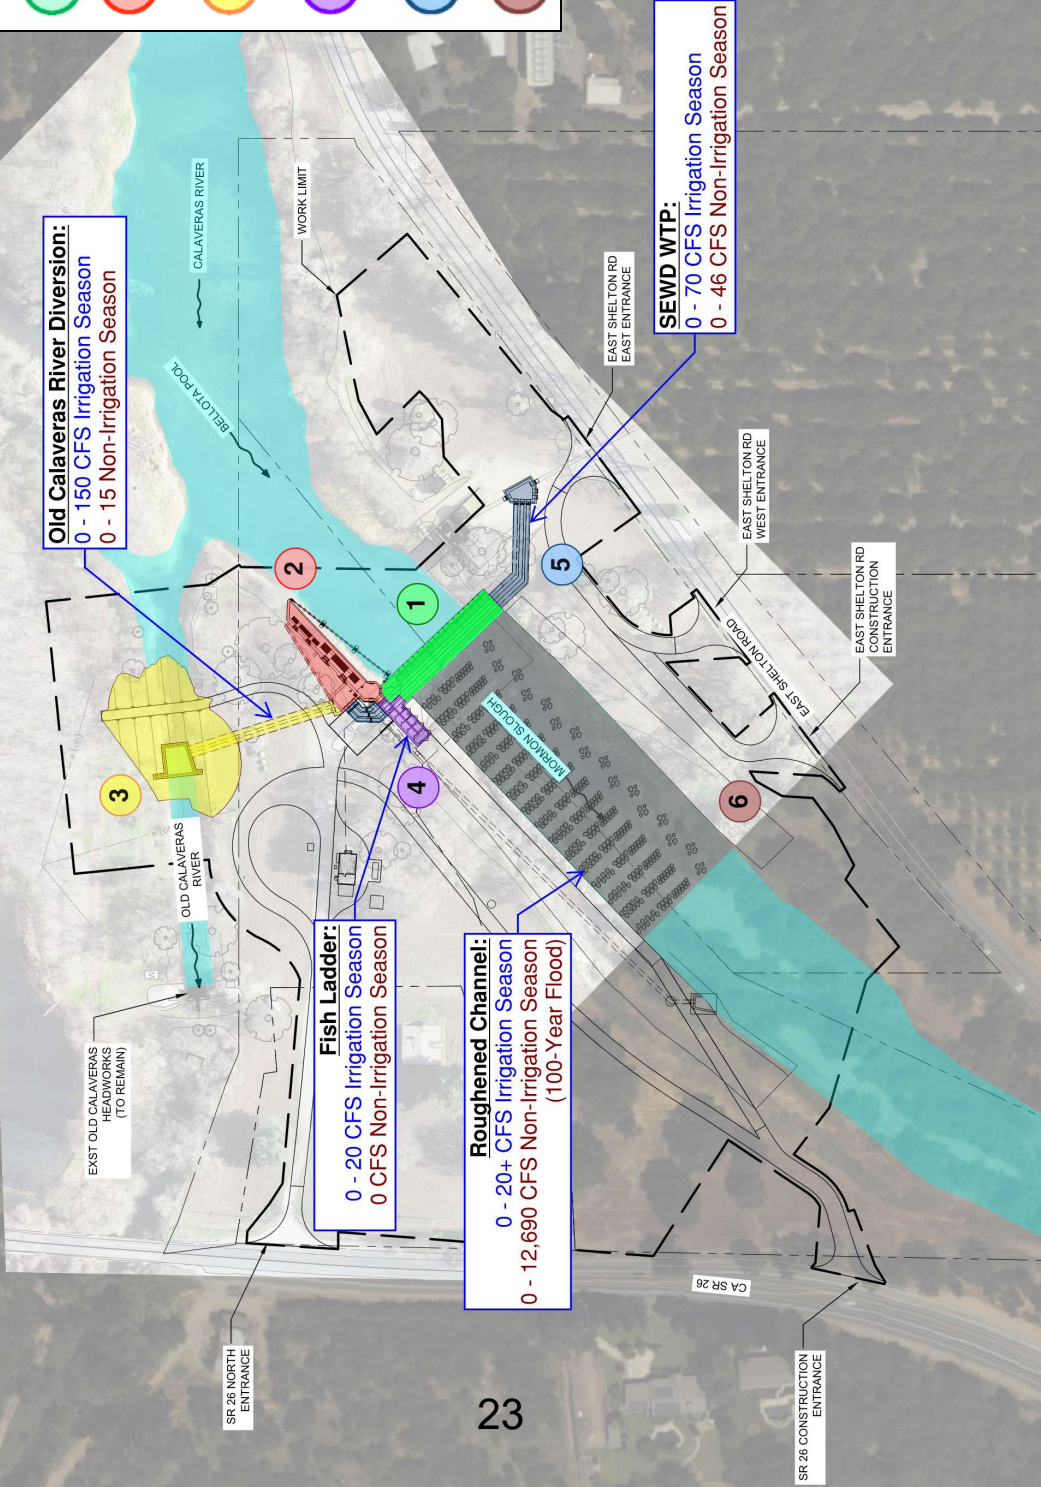 Old Calaveras River Diversion:
0 - 150 CFS Irrigation Season
0 - 15 Non-Irrigation Season
SEWD WTP:
0 - 70 CFS Irrigation Season
0 - 46 CFS Non-Irrigation Season
Fish Ladder:
0 - 20 CFS Irrigation Season
0 CFS Non-Irrigation Season
Roughened Channel:
0 - 20+ CFS Irrigation Season
0 - 12,690 CFS Non-Irrigation Season
(100-Year Flood)
CALAVERAS RIVER
BELLOTA POOL
WORK LIMIT
EAST SHELTON RD
EAST ENTRANCE
EAST SHELTON RD
WEST ENTRANCE
EAST SHELTON RD
CONSTRUCTION
ENTRANCE
EAST SHELTON ROAD
MORMON SLOUGH
OLD CALAVERAS
RIVER
EXST OLD CALAVERAS
HEADWORKS
(TO REMAIN)
SR 26 NORTH
ENTRANCE
SR 26 CONSTRUCTION
ENTRANCE
CA SR 26
1
2
3
4
5
6
23